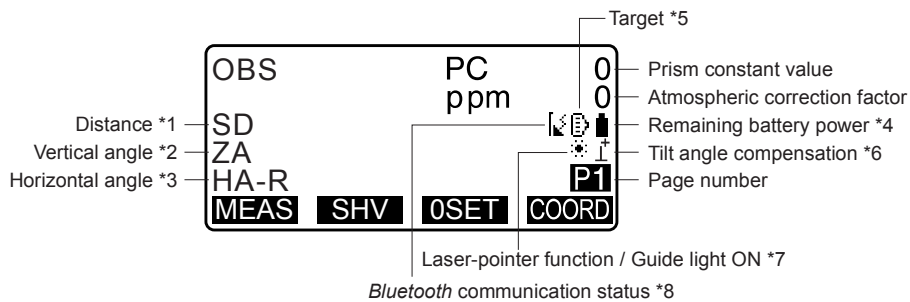 Target *5
OBS PC 0 Prism constant value
ppm 0 Atmospheric correction factor
Distance *1 SD Remaining battery power *4
Vertical angle *2 ZA Tilt angle compensation *6
Horizontal angle *3 HA-R P1 Page number
MEAS SHV 0SET COORD
Laser-pointer function / Guide light ON *7
Bluetooth communication status *8